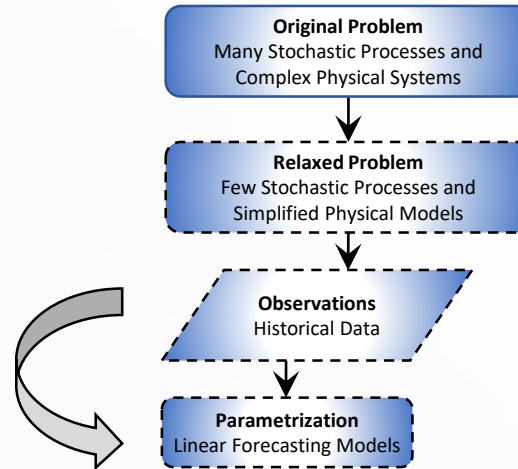 Original Problem
Many Stochastic Processes and
Complex Physical Systems
Relaxed Problem
Few Stochastic Processes and
Simplified Physical Models
Observations
Historical Data
Parametrization
Linear Forecasting Models